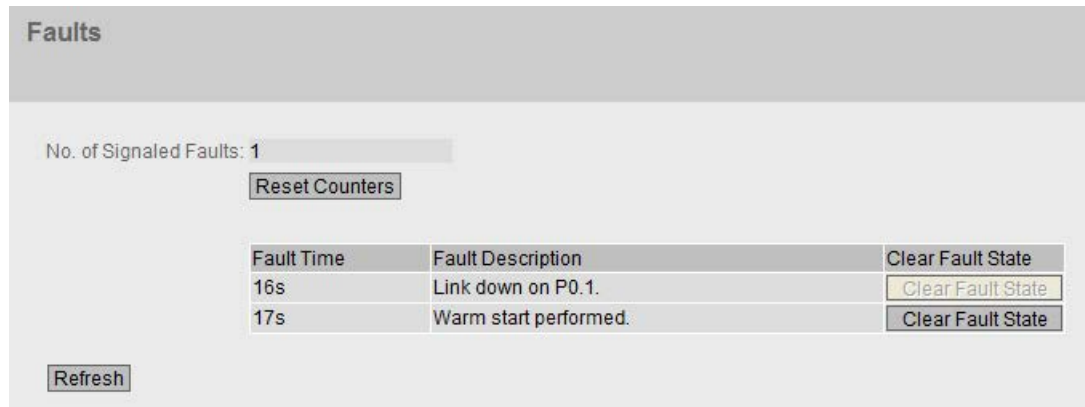 Faults
No. of Signaled Faults: 1
Reset Counters
Fault Time Fault Description Clear Fault State
16s Link down on P0.1. Clear Fault State
17s Warm start performed. Clear Fault State
Refresh